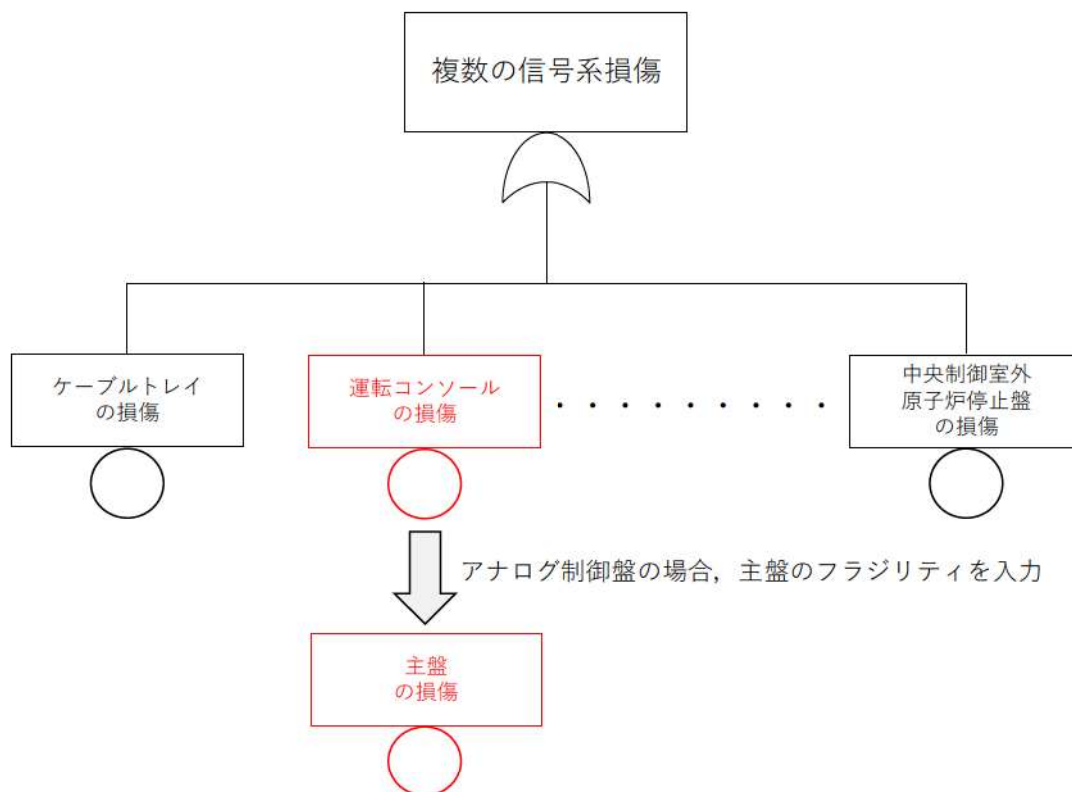 複数の信号系損傷
ケーブルトレイ
の損傷
運転コンソール
の損傷
・・・・・・・・・
中央制御室外
原子炉停止盤
の損傷
アナログ制御盤の場合，主盤のフラジリティを入力
主盤
の損傷